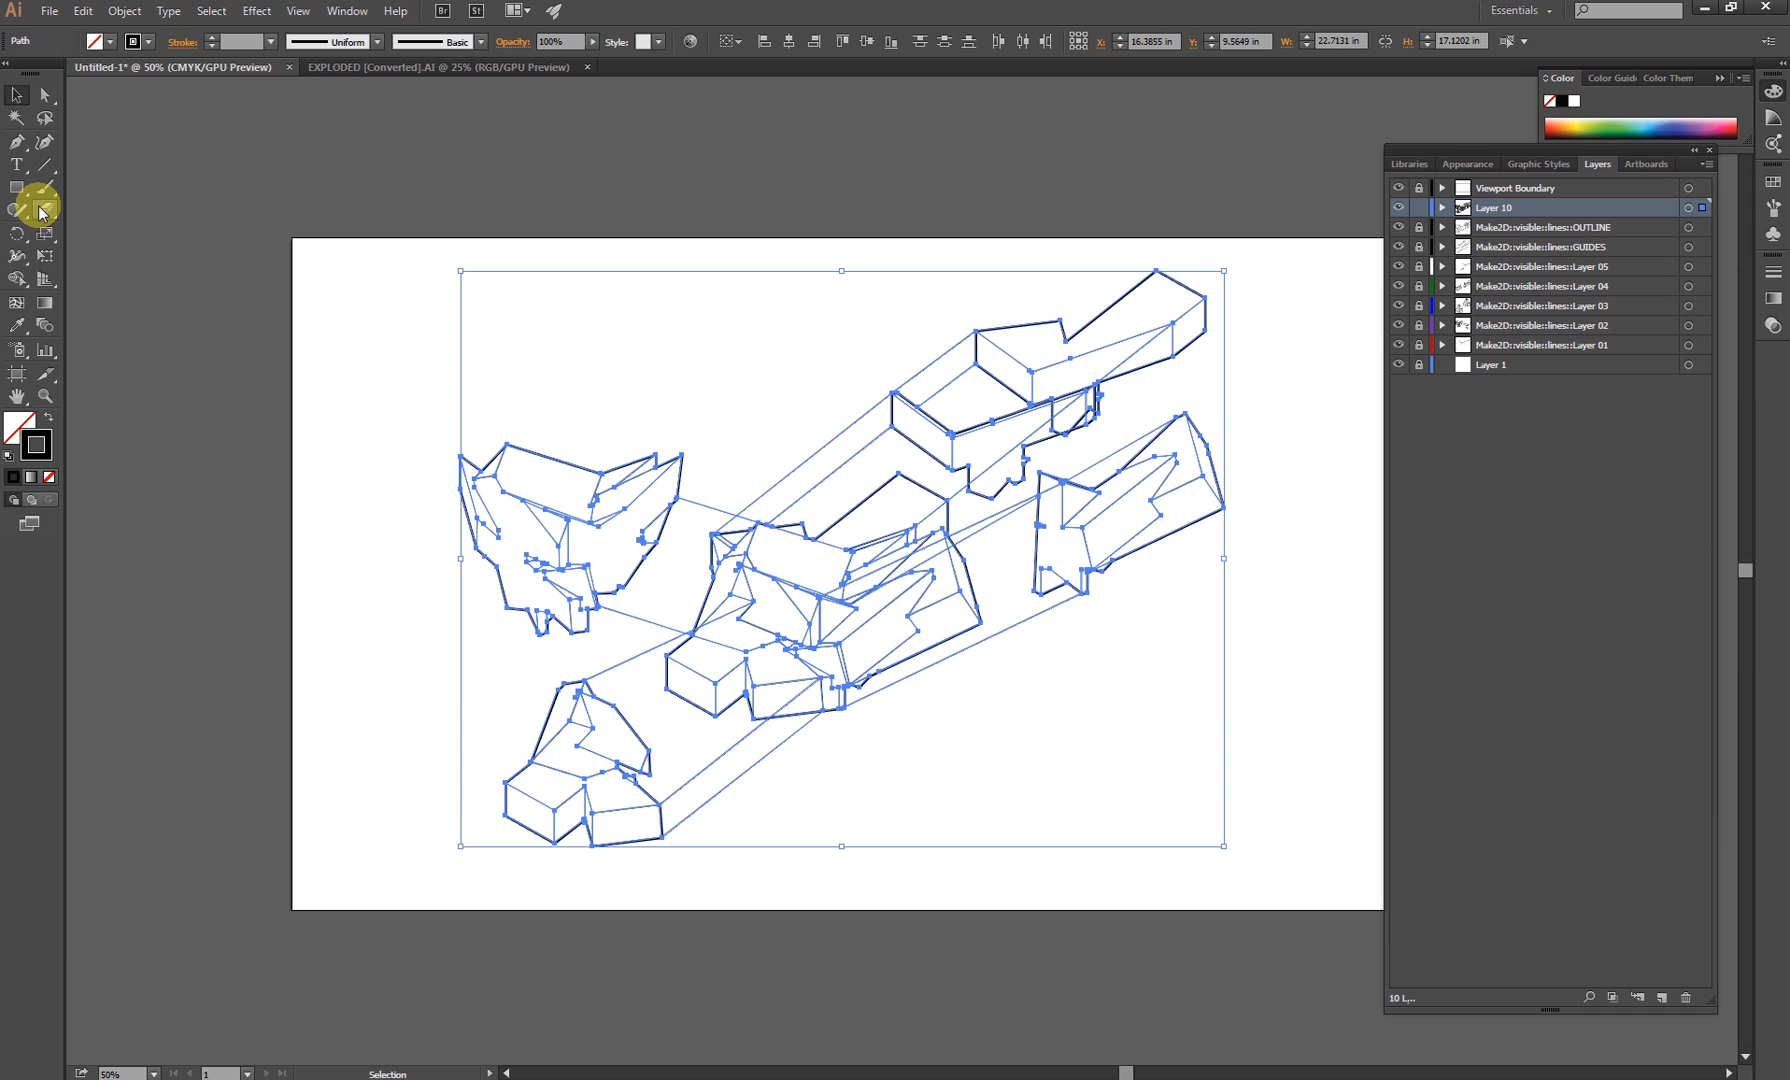 Ai File Edit Object Type Select Effect View Window Help Br St Essentials
Path Stroke: Uniform Basic Opacity: 100% Style: X: 16.3855 in Y: 9.5649 in W: 22.7131 in H: 17.1202 in
Untitled-1* @ 50% (CMYK/GPU Preview) × EXPLODED [Converted].AI @ 25% (RGB/GPU Preview) ×
Color Color Guide Color Them
Libraries Appearance Graphic Styles Layers Artboards
Viewport Boundary
Layer 10
Make2D::visible::lines::OUTLINE
Make2D::visible::lines::GUIDES
Make2D::visible::lines::Layer 05
Make2D::visible::lines::Layer 04
Make2D::visible::lines::Layer 03
Make2D::visible::lines::Layer 02
Make2D::visible::lines::Layer 01
Layer 1
10 L...
50% 1 Selection